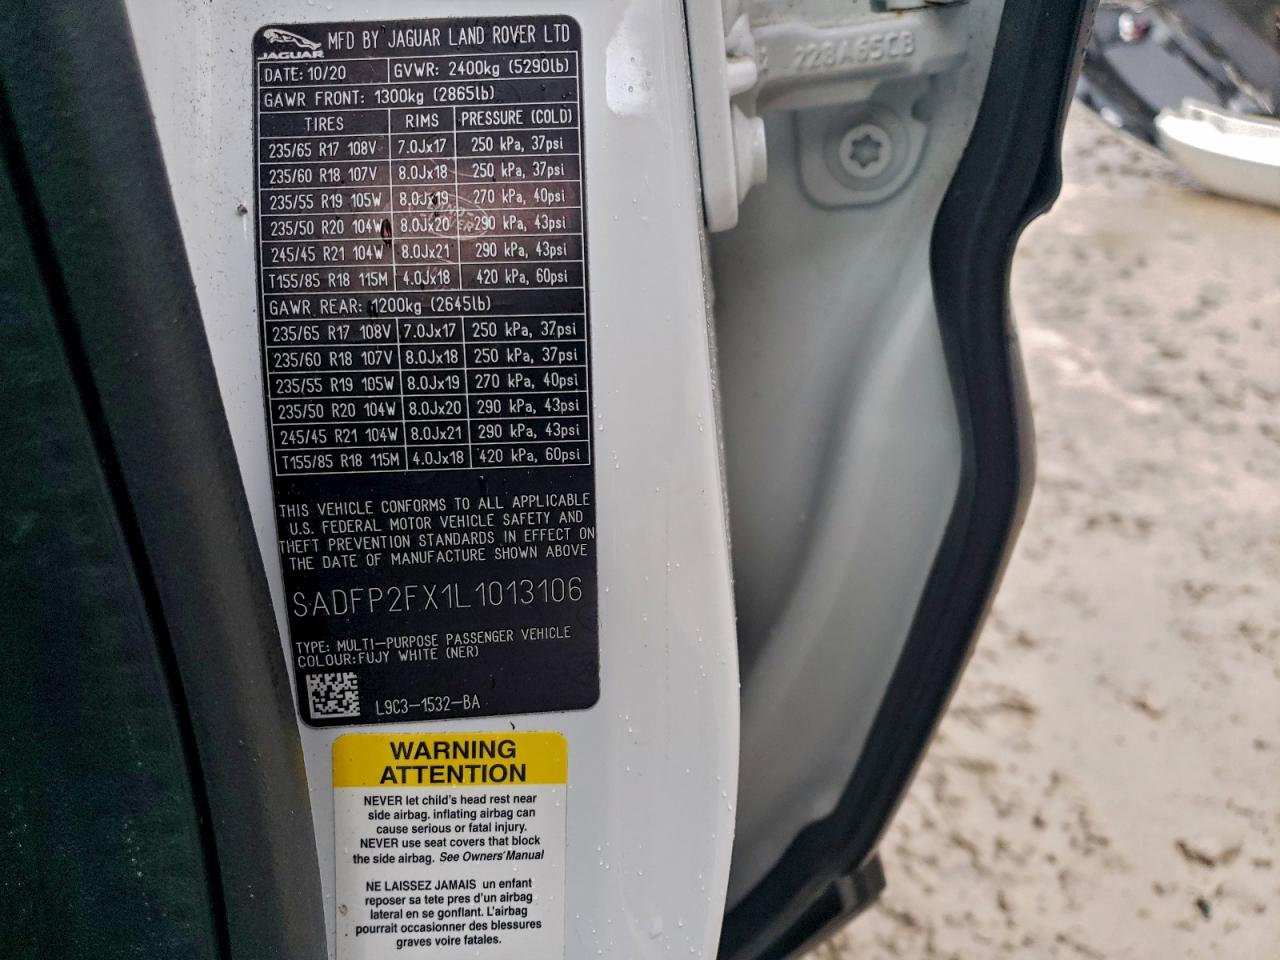 JAGUAR
MFD BY JAGUAR LAND ROVER LTD
DATE: 10/20 GVWR: 2400kg (5290lb)
GAWR FRONT: 1300kg (2865lb)
TIRES RIMS PRESSURE (COLD)
235/65 R17 108V 7.0Jx17 250 kPa, 37psi
235/60 R18 107V 8.0Jx18 250 kPa, 37psi
235/55 R19 105W 8.0Jx19 270 kPa, 40psi
235/50 R20 104W 8.0Jx20 290 kPa, 43psi
245/45 R21 104W 8.0Jx21 290 kPa, 43psi
T155/85 R18 115M 4.0Jx18 420 kPa, 60psi
GAWR REAR: 1200kg (2645lb)
235/65 R17 108V 7.0Jx17 250 kPa, 37psi
235/60 R18 107V 8.0Jx18 250 kPa, 37psi
235/55 R19 105W 8.0Jx19 270 kPa, 40psi
235/50 R20 104W 8.0Jx20 290 kPa, 43psi
245/45 R21 104W 8.0Jx21 290 kPa, 43psi
T155/85 R18 115M 4.0Jx18 420 kPa, 60psi
THIS VEHICLE CONFORMS TO ALL APPLICABLE
U.S. FEDERAL MOTOR VEHICLE SAFETY AND
THEFT PREVENTION STANDARDS IN EFFECT ON
THE DATE OF MANUFACTURE SHOWN ABOVE
SADFP2FX1L1013106
TYPE: MULTI-PURPOSE PASSENGER VEHICLE
COLOUR:FUJY WHITE (NER)
L9C3-1532-BA
WARNING
ATTENTION
NEVER let child's head rest near
side airbag. inflating airbag can
cause serious or fatal injury.
NEVER use seat covers that block
the side airbag. See Owners' Manual
NE LAISSEZ JAMAIS un enfant
reposer sa tete pres d'un airbag
lateral en se gonflant. L'airbag
pourrait occasionner des blessures
graves voire fatales.